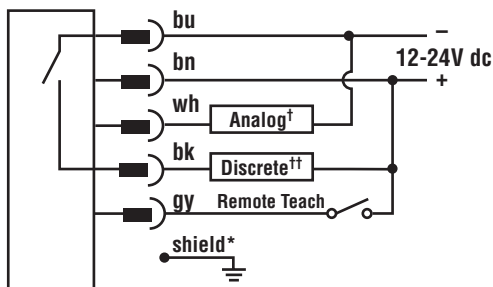 bu
–
12-24V dc
bn
+
wh
Analog†
bk
Discrete††
gy
Remote Teach
shield*